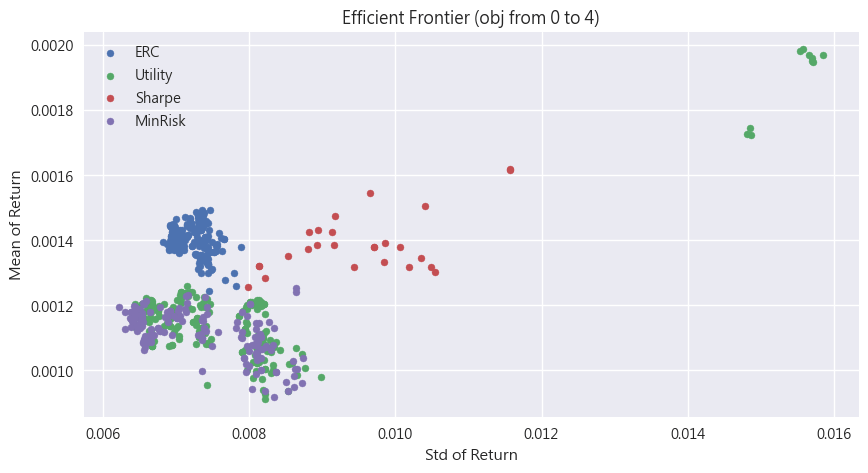 Efficient Frontier (obj from 0 to 4)
ERC
Utility
Sharpe
MinRisk
Mean of Return
0.0020
0.0018
0.0016
0.0014
0.0012
0.0010
0.006
0.008
0.010
0.012
0.014
0.016
Std of Return